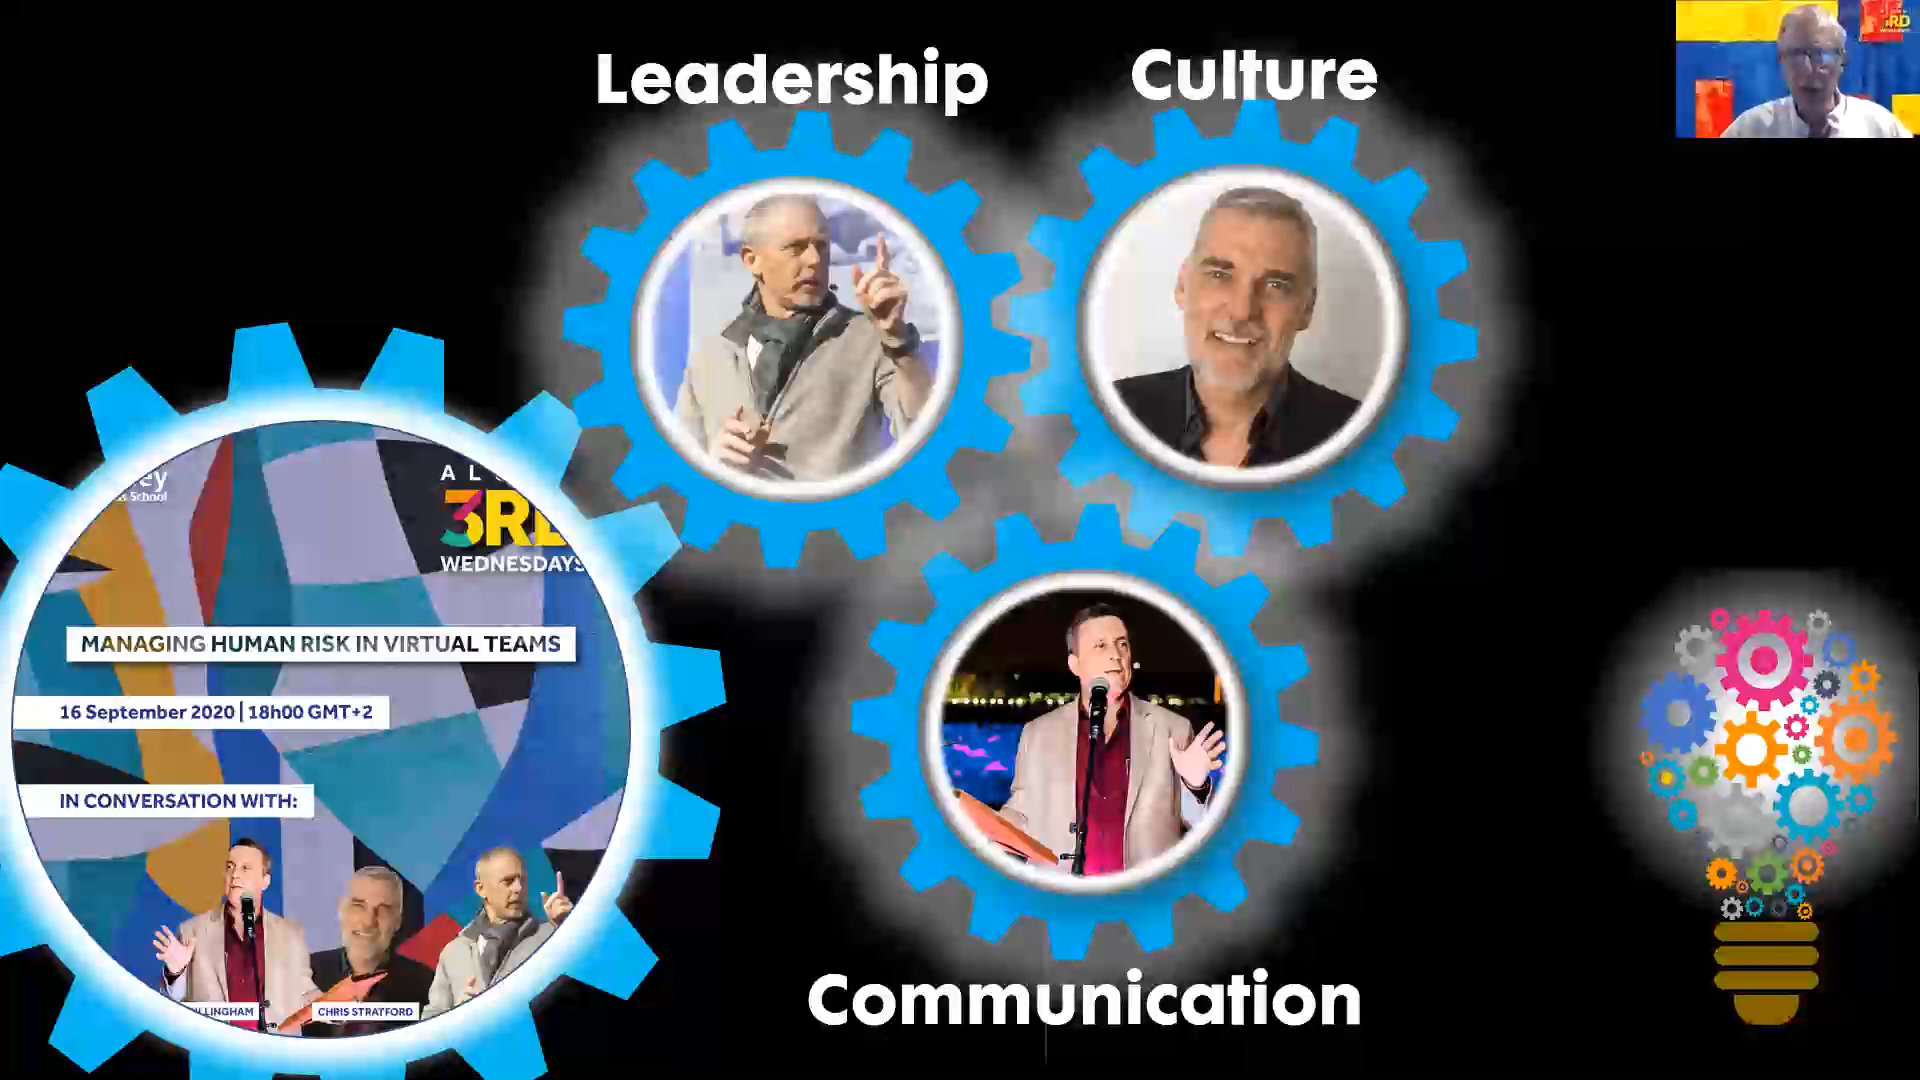 Leadership
Culture
3RD
WEDNESDAYS
MANAGING HUMAN RISK IN VIRTUAL TEAMS
16 September 2020 | 18h00 GMT+2
IN CONVERSATION WITH:
LLINGHAM
CHRIS STRATFORD
Communication